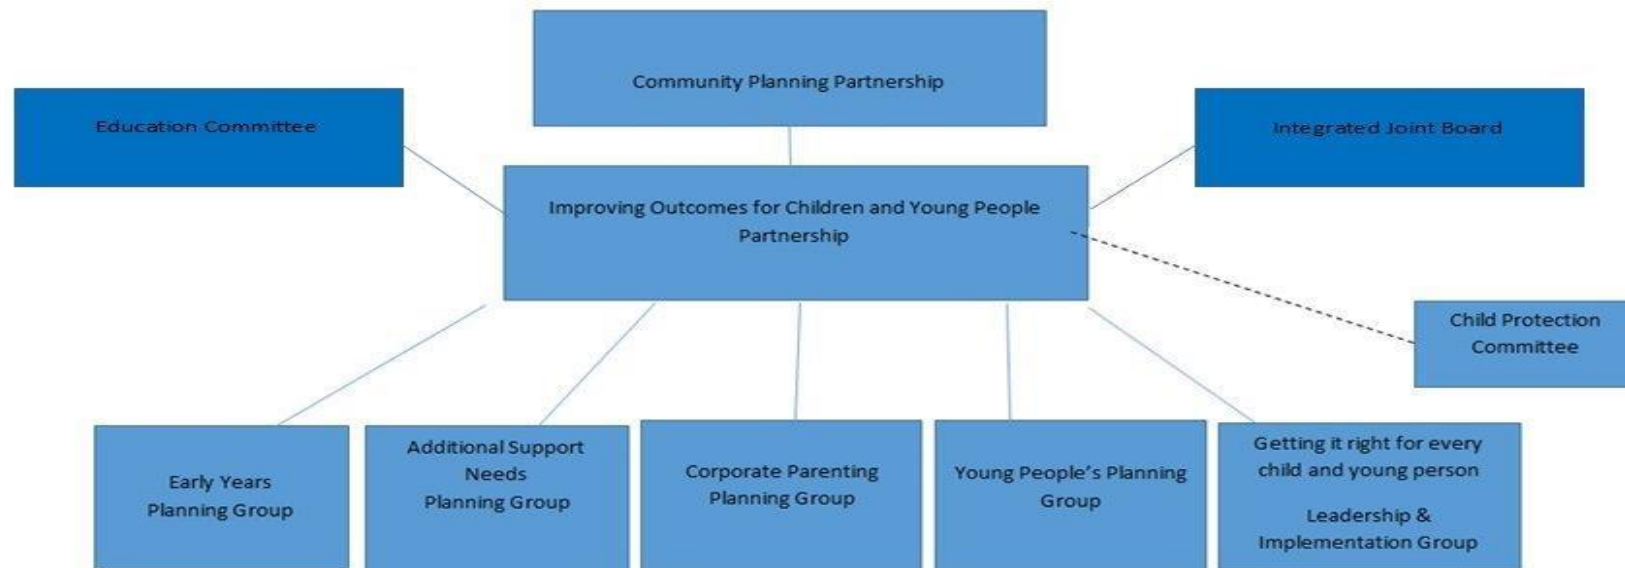 Community Planning Partnership
Education Committee
Integrated Joint Board
Improving Outcomes for Children and Young People
Partnership
Child Protection
Committee
Early Years
Planning Group
Additional Support
Needs
Planning Group
Corporate Parenting
Planning Group
Young People’s Planning
Group
Getting it right for every
child and young person
Leadership &
Implementation Group